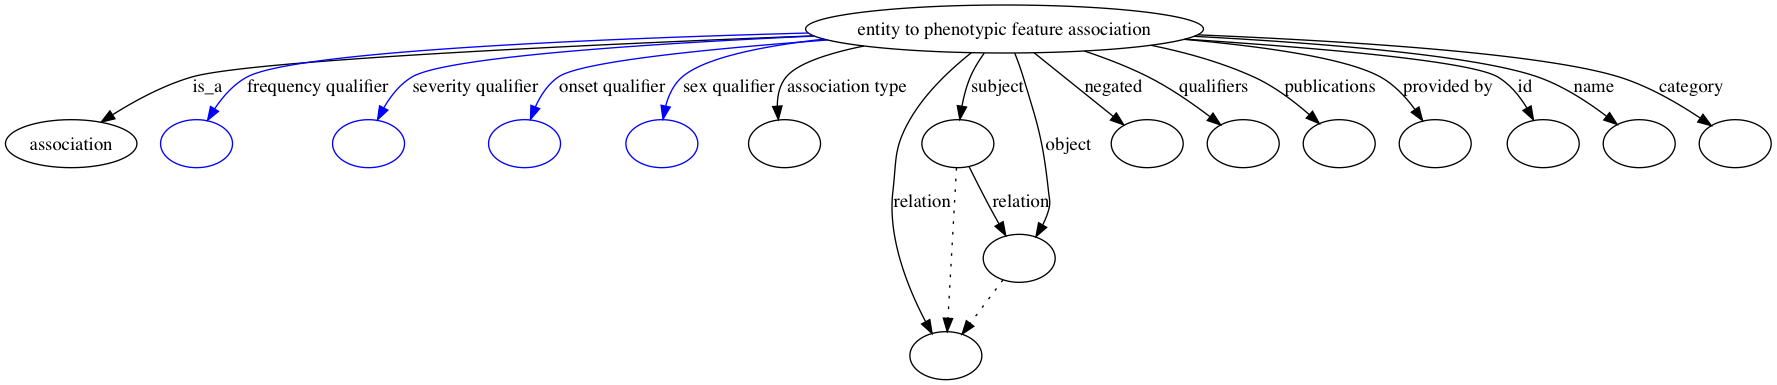 entity to phenotypic feature association
is_a
frequency qualifier
severity qualifier
onset qualifier
sex qualifier
association type
subject
negated
qualifiers
publications
provided by
id
name
category
association
object
relation
relation